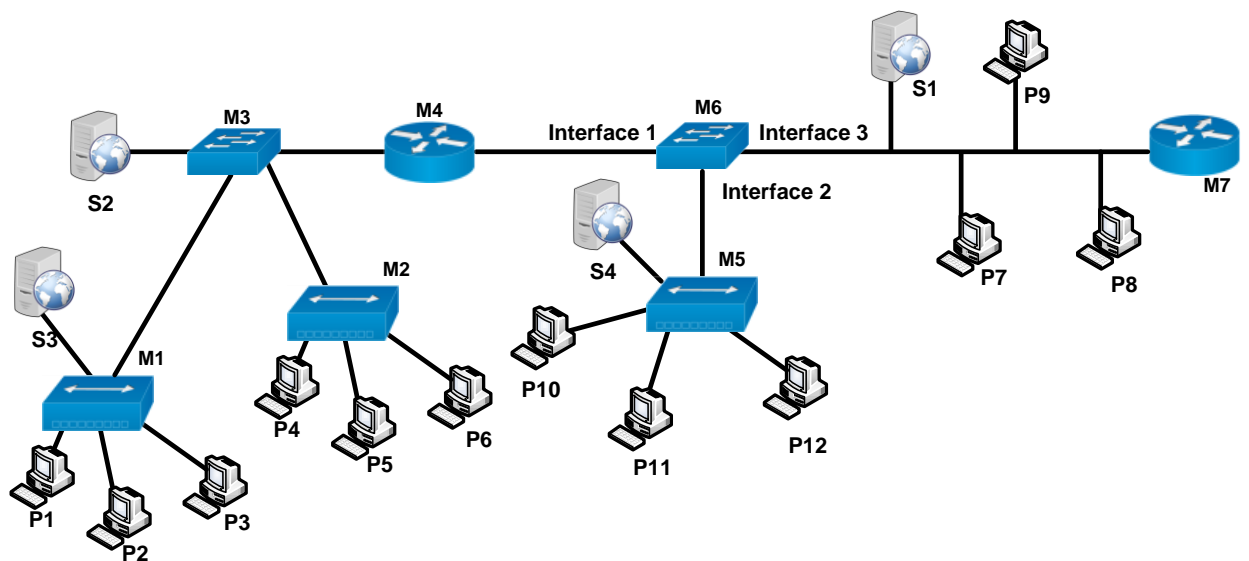 S1
P9
M3
M4
M6
Interface 1
Interface 3
M7
S2
Interface 2
P7
P8
S4
M5
M2
S3
M1
P10
P11
P12
P4
P5
P6
P1
P2
P3